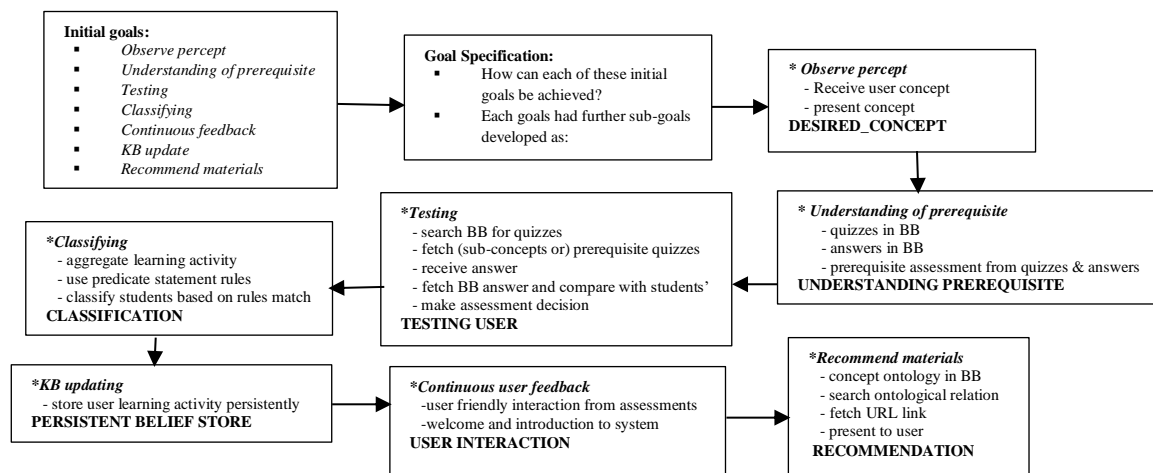 Initial goals:
▪ Observe percept
▪ Understanding of prerequisite
▪ Testing
▪ Classifying
▪ Continuous feedback
▪ KB update
▪ Recommend materials
Goal Specification:
▪ How can each of these initial
goals be achieved?
▪ Each goals had further sub-goals
developed as:
* Observe percept
- Receive user concept
- present concept
DESIRED_CONCEPT
* Understanding of prerequisite
- quizzes in BB
- answers in BB
- prerequisite assessment from quizzes & answers
UNDERSTANDING PREREQUISITE
*Testing
- search BB for quizzes
- fetch (sub-concepts or) prerequisite quizzes
- receive answer
- fetch BB answer and compare with students’
- make assessment decision
TESTING USER
*Classifying
- aggregate learning activity
- use predicate statement rules
- classify students based on rules match
CLASSIFICATION
*KB updating
- store user learning activity persistently
PERSISTENT BELIEF STORE
*Continuous user feedback
-user friendly interaction from assessments
-welcome and introduction to system
USER INTERACTION
*Recommend materials
- concept ontology in BB
- search ontological relation
- fetch URL link
- present to user
RECOMMENDATION